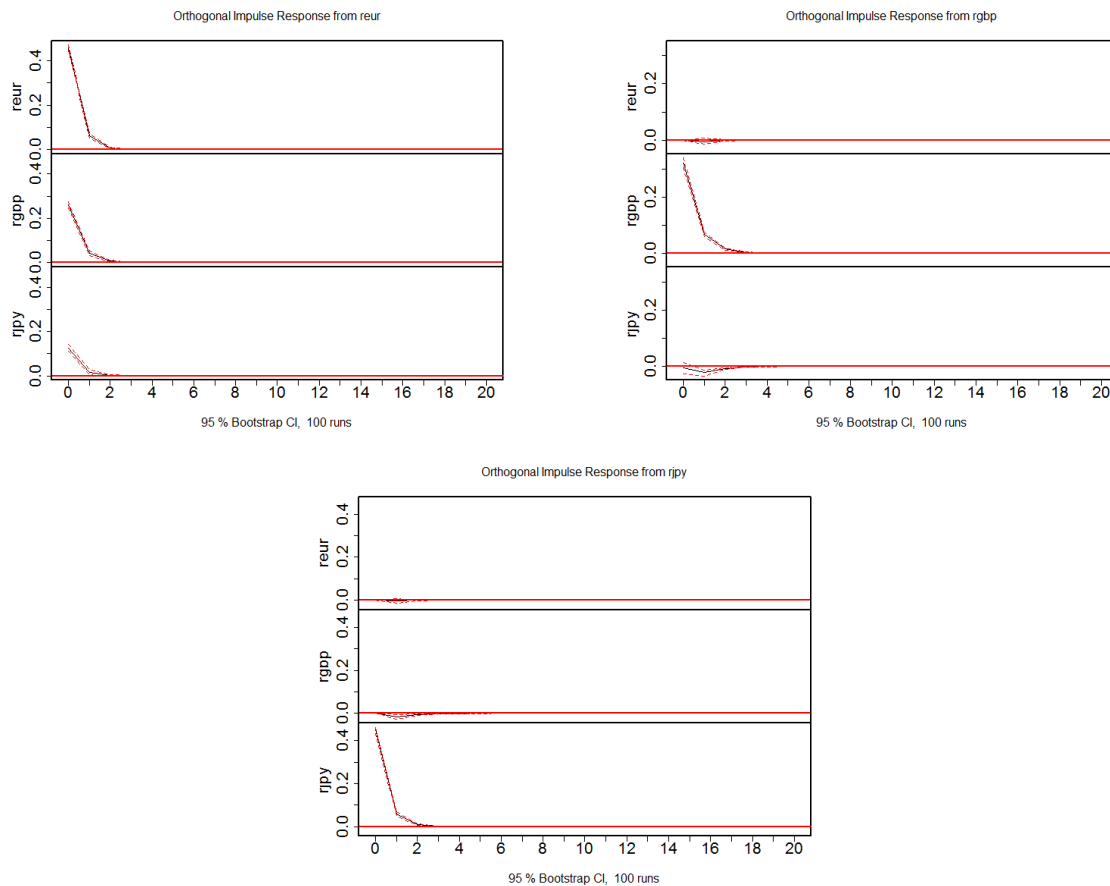 Orthogonal Impulse Response from reur
reur
0.0 0.2 0.4
rgbp
0.0 0.2 0.4
rjpy
0.0 0.2 0.4
0 2 4 6 8 10 12 14 16 18 20
95 % Bootstrap CI, 100 runs
Orthogonal Impulse Response from rgbp
reur
0.0 0.2
rgbp
0.0 0.2
rjpy
0.0 0.2
0 2 4 6 8 10 12 14 16 18 20
95 % Bootstrap CI, 100 runs
Orthogonal Impulse Response from rjpy
reur
0.0 0.2 0.4
rgbp
0.0 0.2 0.4
rjpy
0.0 0.2 0.4
0 2 4 6 8 10 12 14 16 18 20
95 % Bootstrap CI, 100 runs